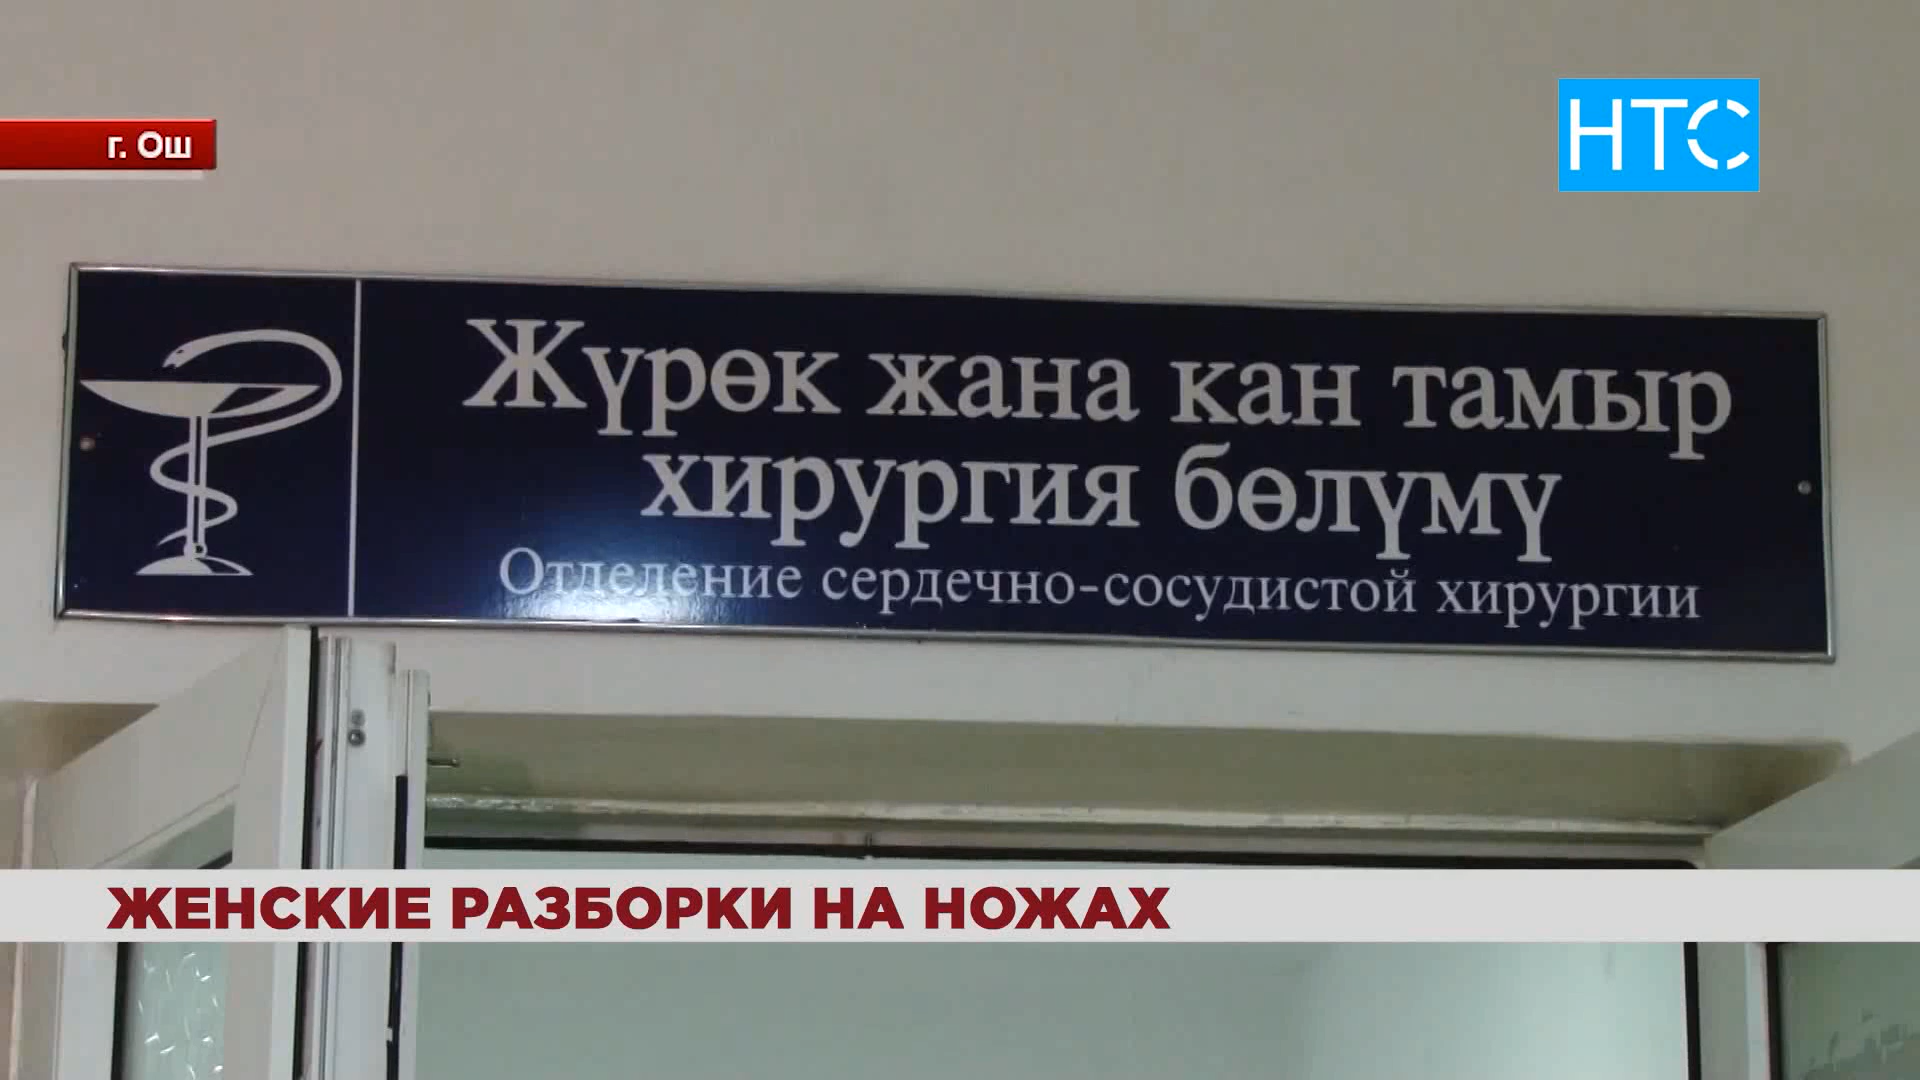 г. Ош
НТС
Жүрөк жана кан тамыр
хирургия бөлүмү
Отделение сердечно-сосудистой хирургии
ЖЕНСКИЕ РАЗБОРКИ НА НОЖАХ